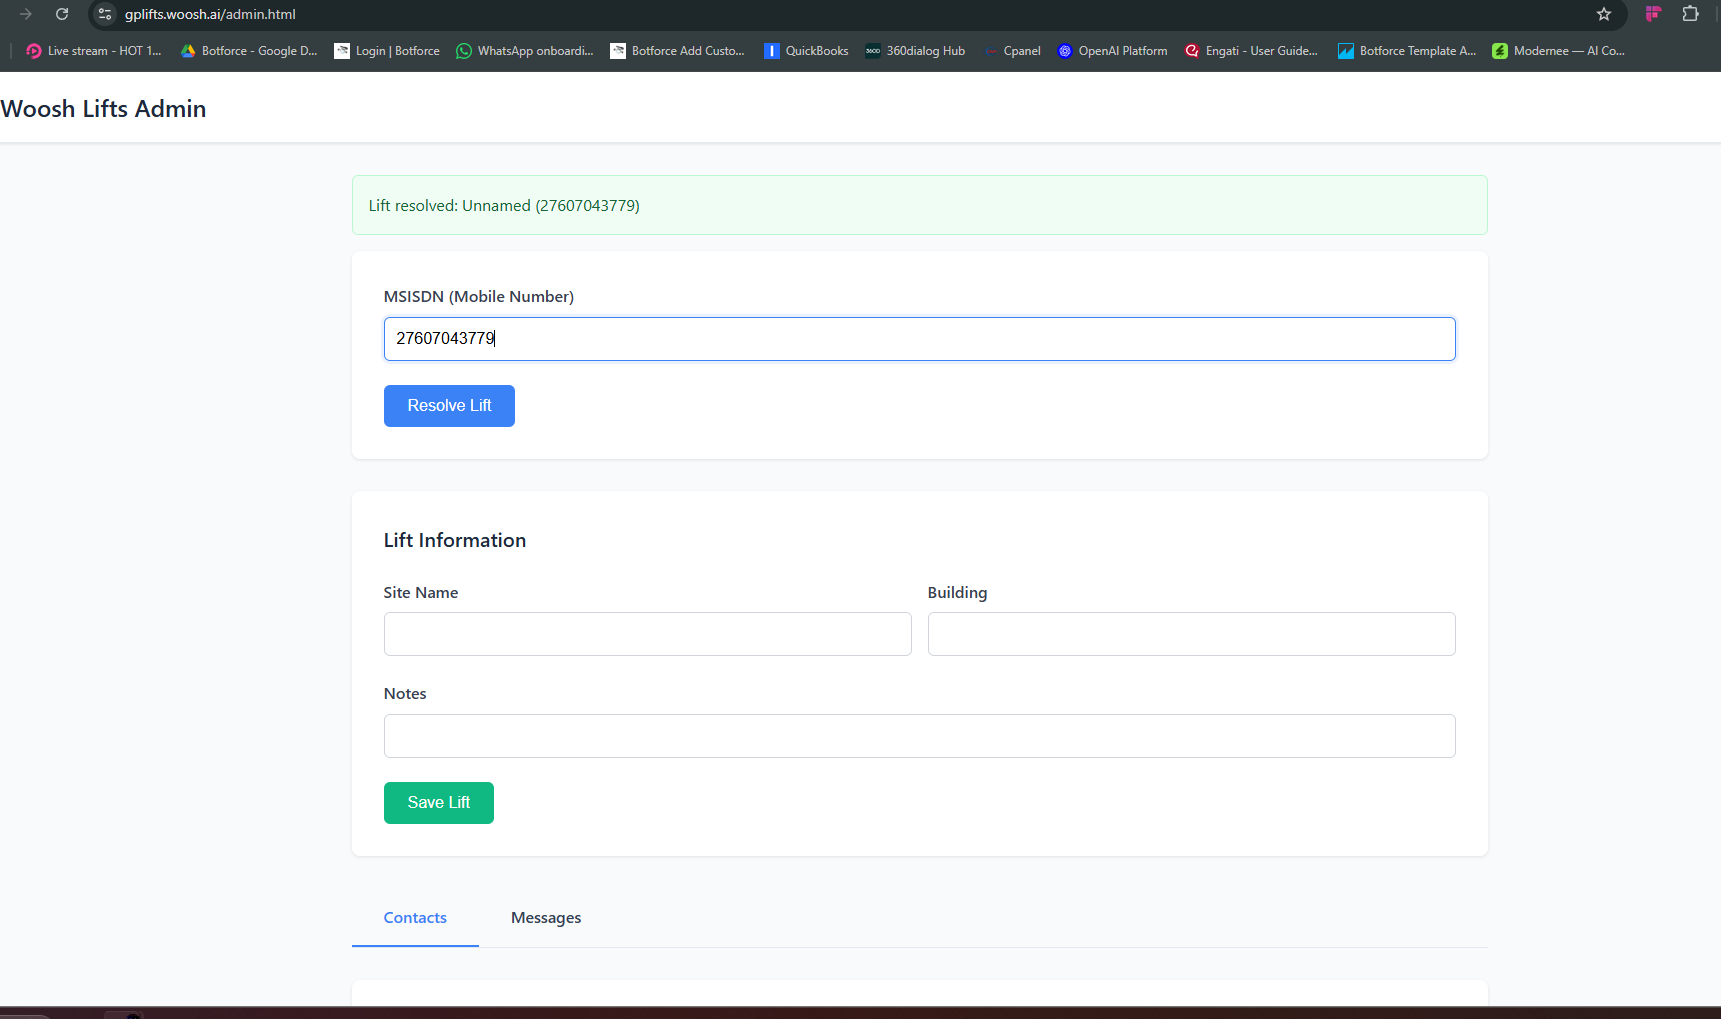 gplifts.woosh.ai/admin.html
Live stream - HOT 1... Botforce - Google D... Login | Botforce WhatsApp onboardi... Botforce Add Custo... QuickBooks 360dialog Hub Cpanel OpenAI Platform Engati - User Guide... Botforce Template A... Modernee — AI Co...
Woosh Lifts Admin
Lift resolved: Unnamed (27607043779)
MSISDN (Mobile Number)
27607043779
Resolve Lift
Lift Information
Site Name Building
Notes
Save Lift
Contacts Messages